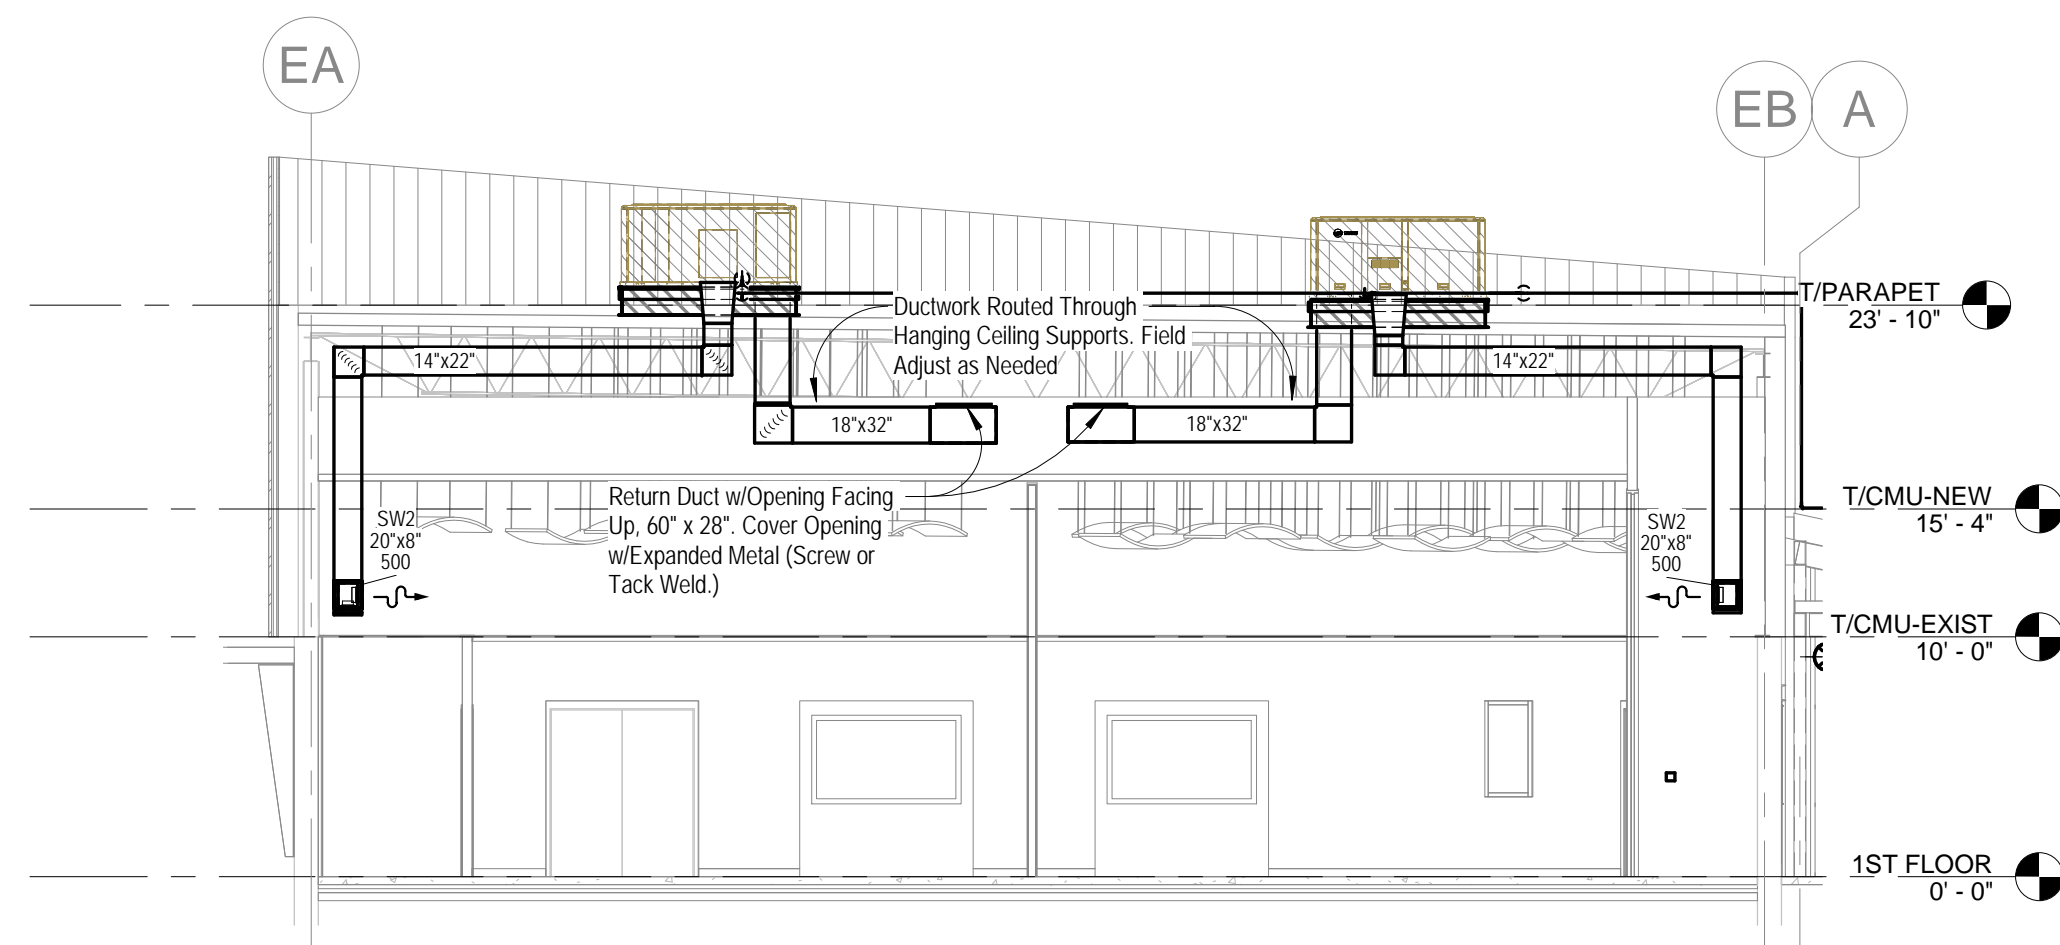 EA
EB
A
T/PARAPET
23' - 10"
Ductwork Routed Through
Hanging Ceiling Supports. Field
Adjust as Needed
14"x22"
14"x22"
18"x32"
18"x32"
Return Duct w/Opening Facing
Up, 60" x 28". Cover Opening
w/Expanded Metal (Screw or
Tack Weld.)
SW2
20"x8"
500
SW2
20"x8"
500
T/CMU-NEW
15' - 4"
T/CMU-EXIST
10' - 0"
1ST FLOOR
0' - 0"